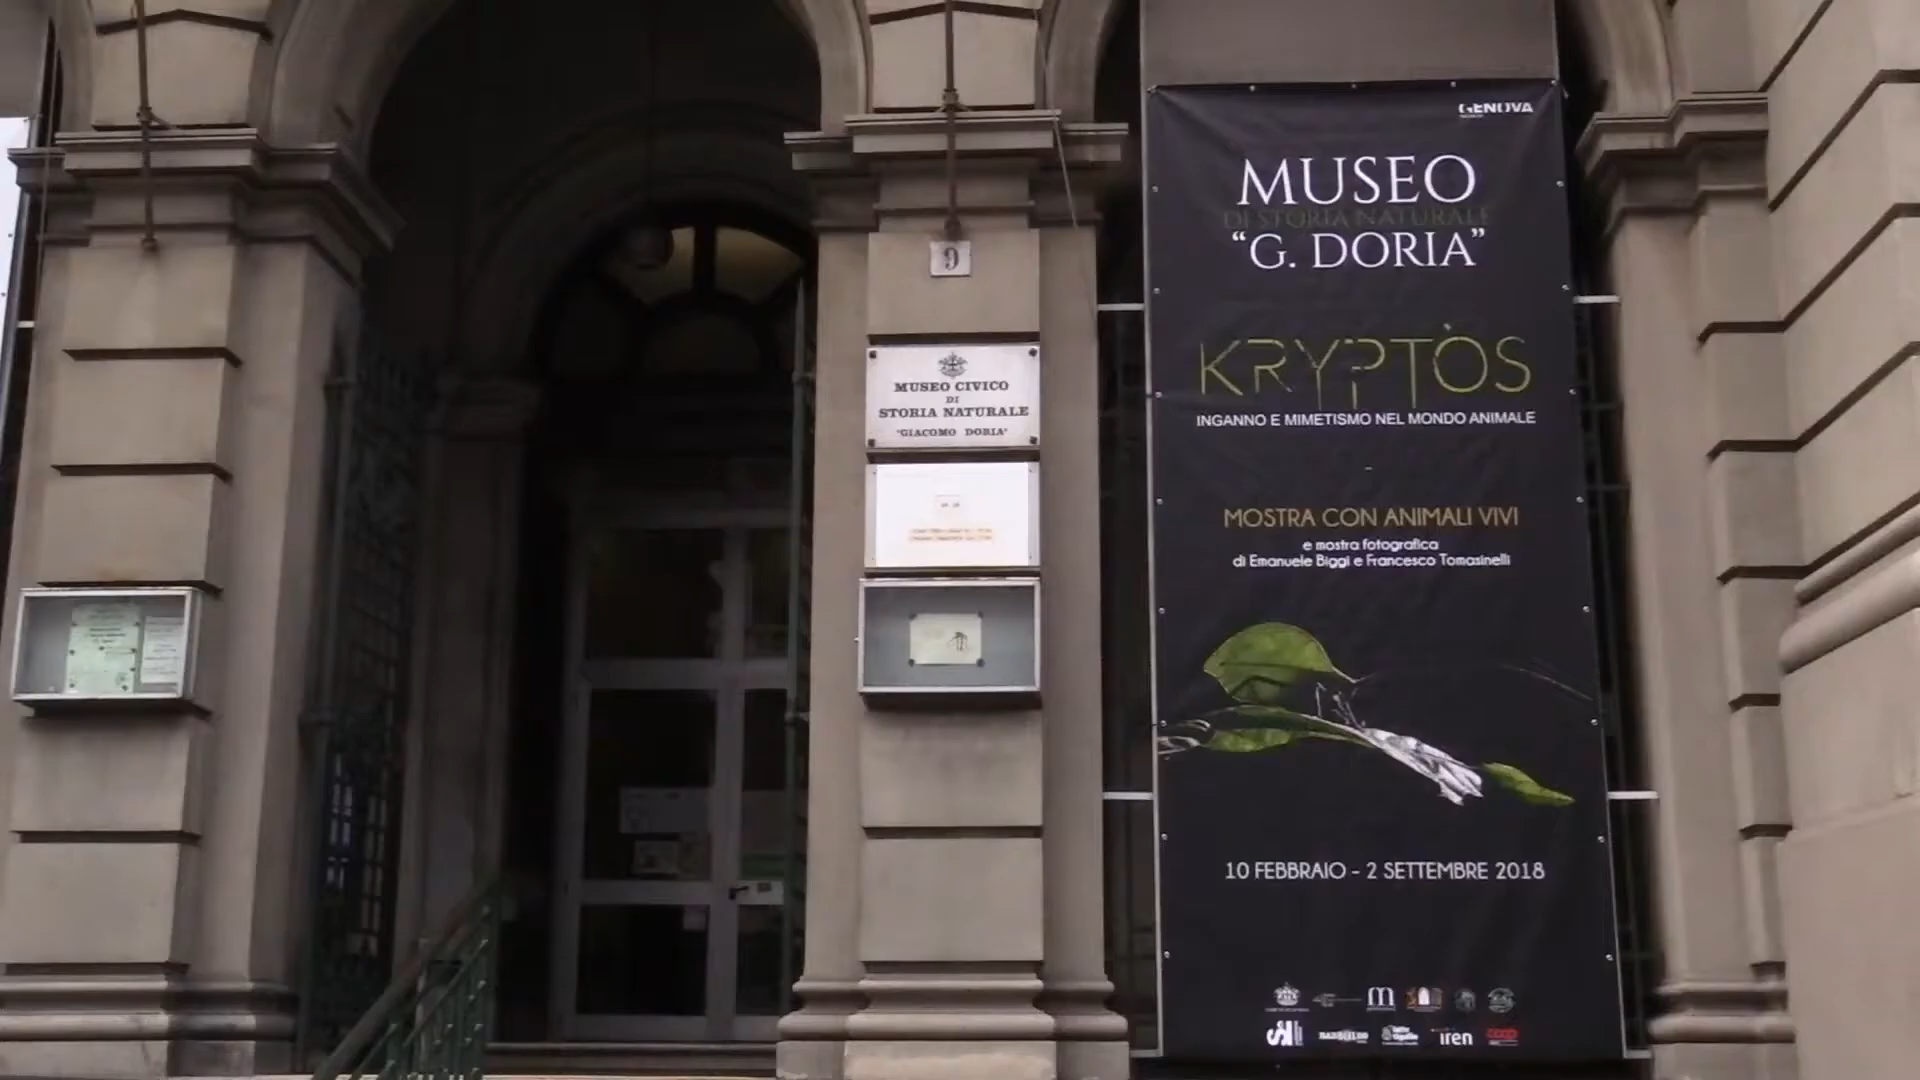 9
MUSEO CIVICO
DI
STORIA NATURALE
"GIACOMO DORIA"
GENOVA
MUSEO
DI STORIA NATURALE
“G. DORIA”
KRYPTÒS
INGANNO E MIMETISMO NEL MONDO ANIMALE
-
MOSTRA CON ANIMALI VIVI
e mostra fotografica
di Emanuele Biggi e Francesco Tomasinelli
10 FEBBRAIO - 2 SETTEMBRE 2018
iren
coop